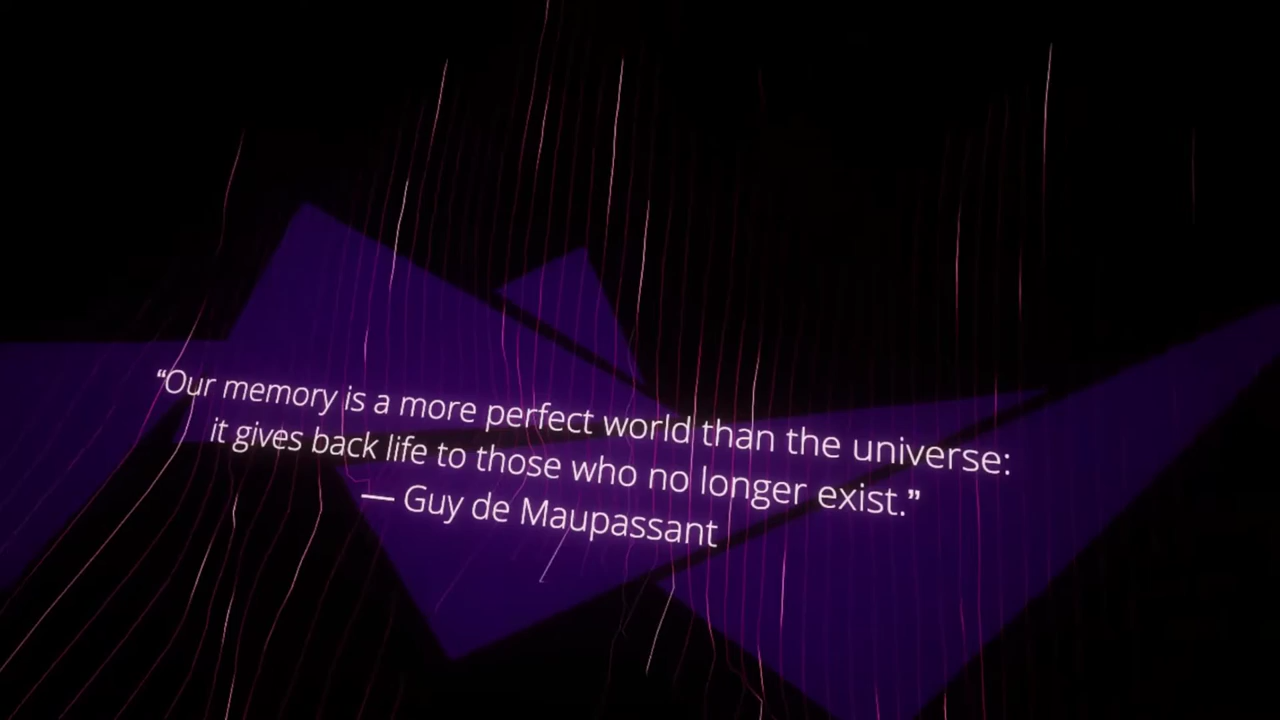 “Our memory is a more perfect world than the universe:
it gives back life to those who no longer exist.”
— Guy de Maupassant